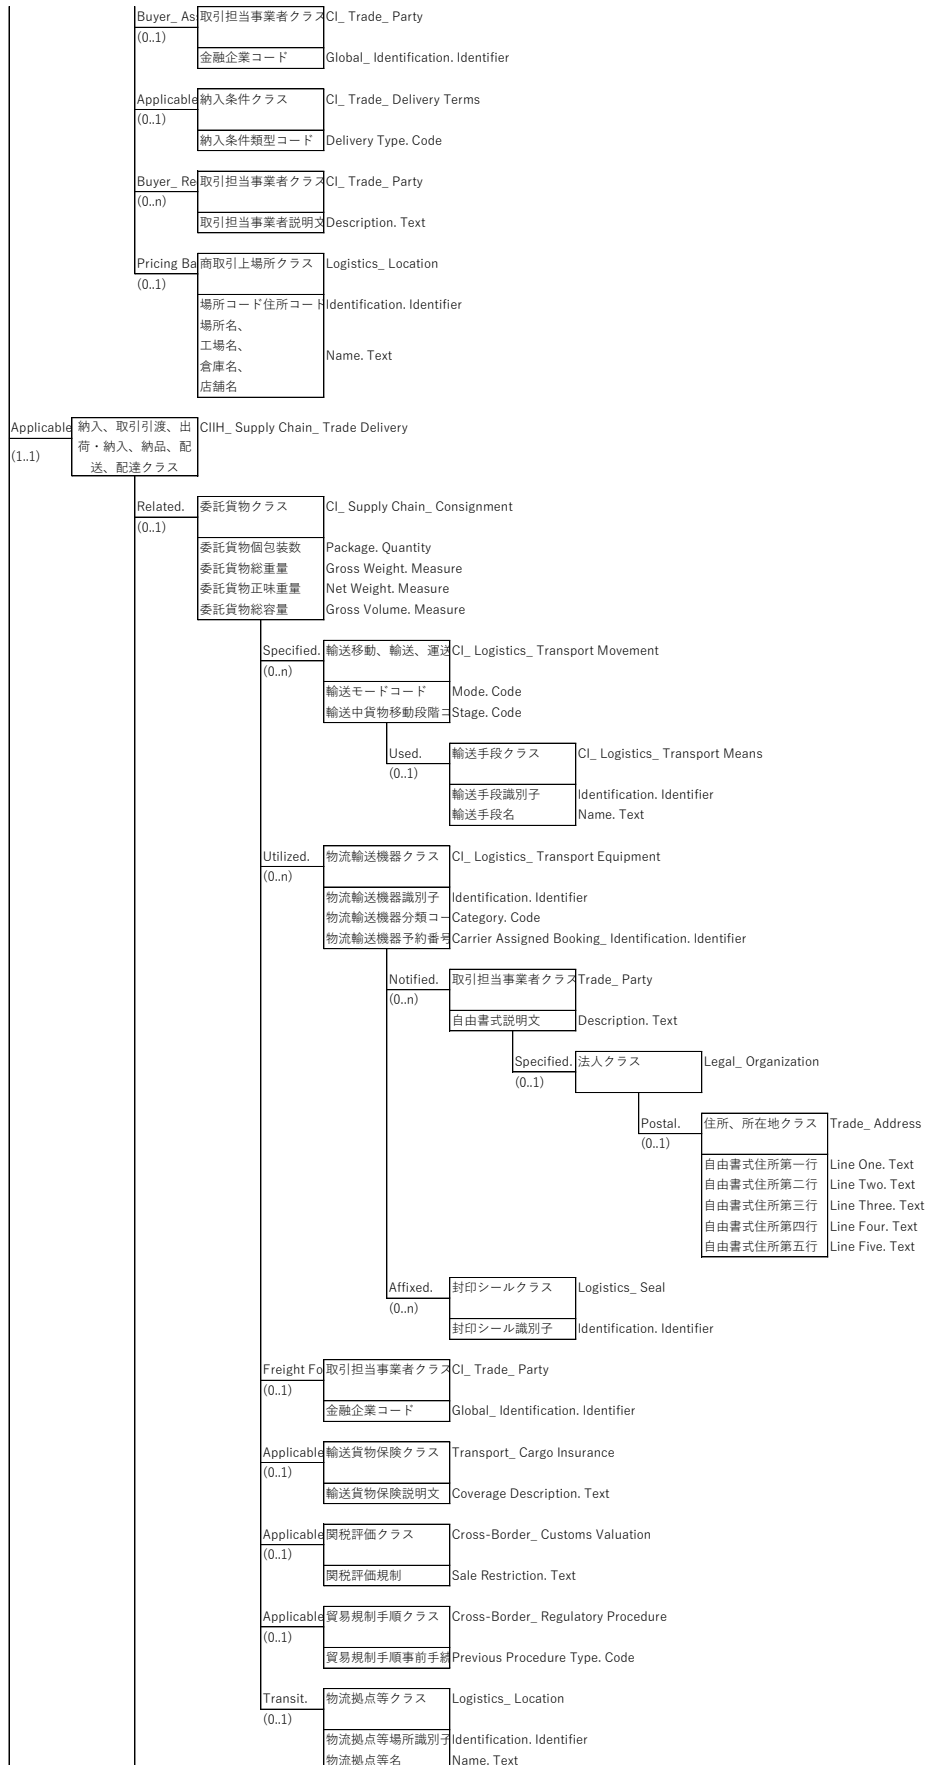 Buyer_ As 取引担当事業者クラス CI_ Trade_ Party
(0..1)
金融企業コード Global_ Identification. Identifier
Applicable 納入条件クラス CI_ Trade_ Delivery Terms
(0..1)
納入条件類型コード Delivery Type. Code
Buyer_ Re 取引担当事業者クラス CI_ Trade_ Party
(0..n)
取引担当事業者説明文 Description. Text
Pricing Ba 商取引上場所クラス Logistics_ Location
(0..1)
場所コード住所コード Identification. Identifier
場所名、
工場名、
倉庫名、
店舗名
Name. Text
Applicable 納入、取引引渡、出
荷・納入、納品、配
送、配達クラス
CIIH_ Supply Chain_ Trade Delivery
(1..1)
Related. 委託貨物クラス CI_ Supply Chain_ Consignment
(0..1)
委託貨物個包装数 Package. Quantity
委託貨物総重量 Gross Weight. Measure
委託貨物正味重量 Net Weight. Measure
委託貨物総容量 Gross Volume. Measure
Specified. 輸送移動、輸送、運送 CI_ Logistics_ Transport Movement
(0..n)
輸送モードコード Mode. Code
輸送中貨物移動段階コ Stage. Code
Used. 輸送手段クラス CI_ Logistics_ Transport Means
(0..1)
輸送手段識別子 Identification. Identifier
輸送手段名 Name. Text
Utilized. 物流輸送機器クラス CI_ Logistics_ Transport Equipment
(0..n)
物流輸送機器識別子 Identification. Identifier
物流輸送機器分類コー Category. Code
物流輸送機器予約番号 Carrier Assigned Booking_ Identification. Identifier
Notified. 取引担当事業者クラス Trade_ Party
(0..n)
自由書式説明文 Description. Text
Specified. 法人クラス Legal_ Organization
(0..1)
Postal. 住所、所在地クラス Trade_ Address
(0..1)
自由書式住所第一行 Line One. Text
自由書式住所第二行 Line Two. Text
自由書式住所第三行 Line Three. Text
自由書式住所第四行 Line Four. Text
自由書式住所第五行 Line Five. Text
Affixed. 封印シールクラス Logistics_ Seal
(0..n)
封印シール識別子 Identification. Identifier
Freight Fo 取引担当事業者クラス CI_ Trade_ Party
(0..1)
金融企業コード Global_ Identification. Identifier
Applicable 輸送貨物保険クラス Transport_ Cargo Insurance
(0..1)
輸送貨物保険説明文 Coverage Description. Text
Applicable 関税評価クラス Cross-Border_ Customs Valuation
(0..1)
関税評価規制 Sale Restriction. Text
Applicable 貿易規制手順クラス Cross-Border_ Regulatory Procedure
(0..1)
貿易規制手順事前手続 Previous Procedure Type. Code
Transit. 物流拠点等クラス Logistics_ Location
(0..1)
物流拠点等場所識別子 Identification. Identifier
物流拠点等名 Name. Text